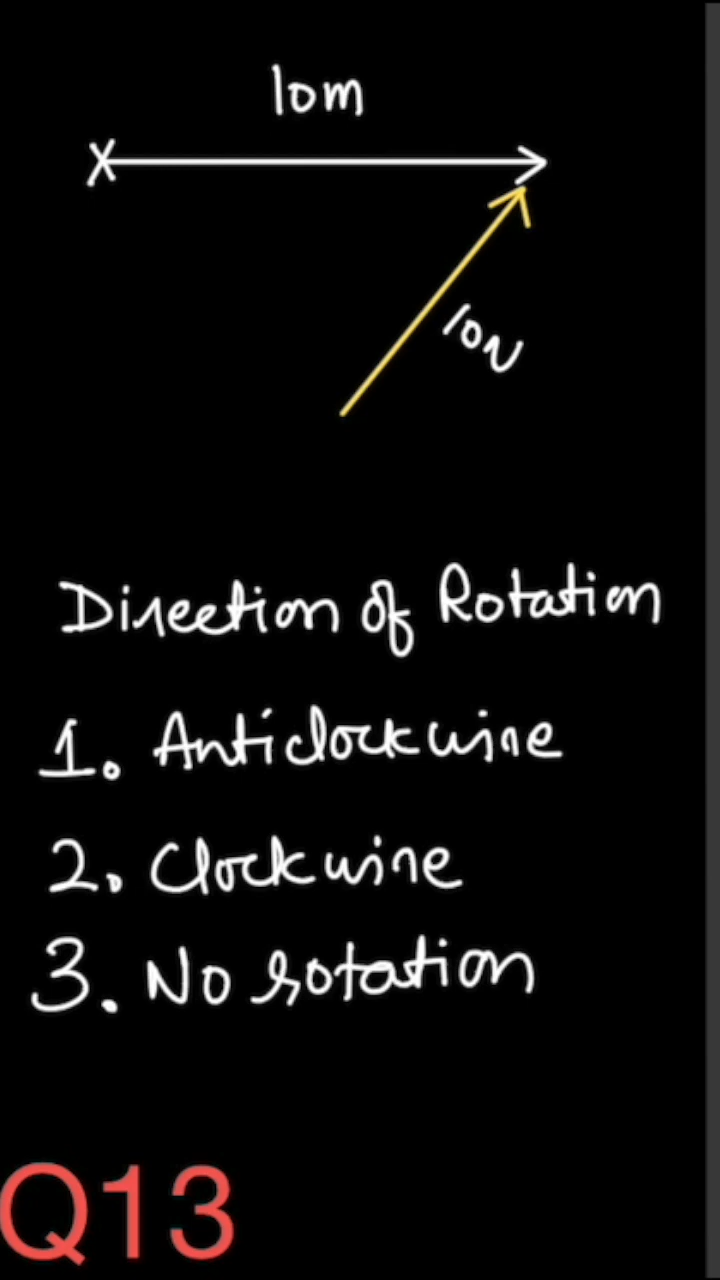 10m
X
10N
Direction of Rotation
1. Anticlockwise
2. Clockwise
3. No rotation
Q13